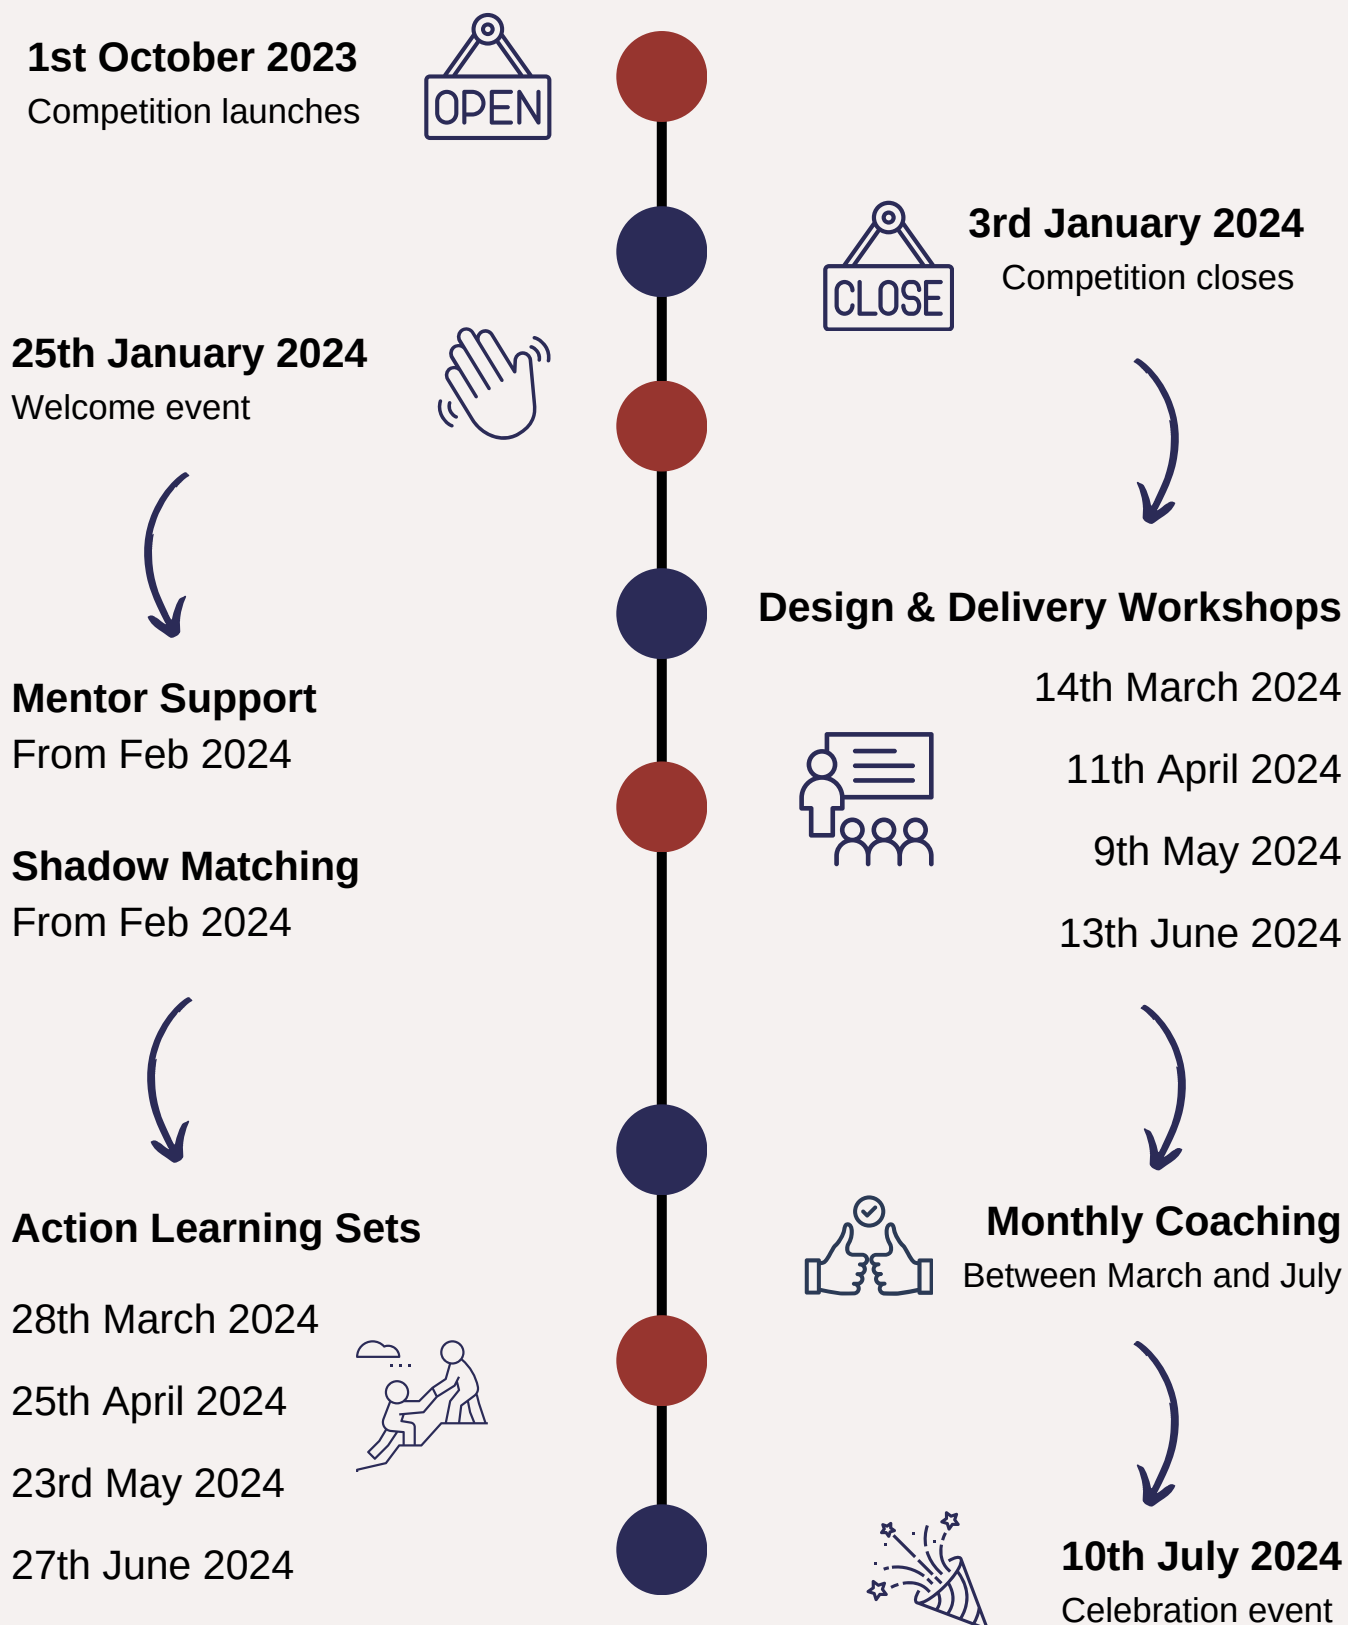 1st October 2023
Competition launches
OPEN
3rd January 2024
Competition closes
CLOSE
25th January 2024
Welcome event
Design & Delivery Workshops
14th March 2024
11th April 2024
9th May 2024
13th June 2024
Mentor Support
From Feb 2024
Shadow Matching
From Feb 2024
Action Learning Sets
28th March 2024
25th April 2024
23rd May 2024
27th June 2024
Monthly Coaching
Between March and July
10th July 2024
Celebration event